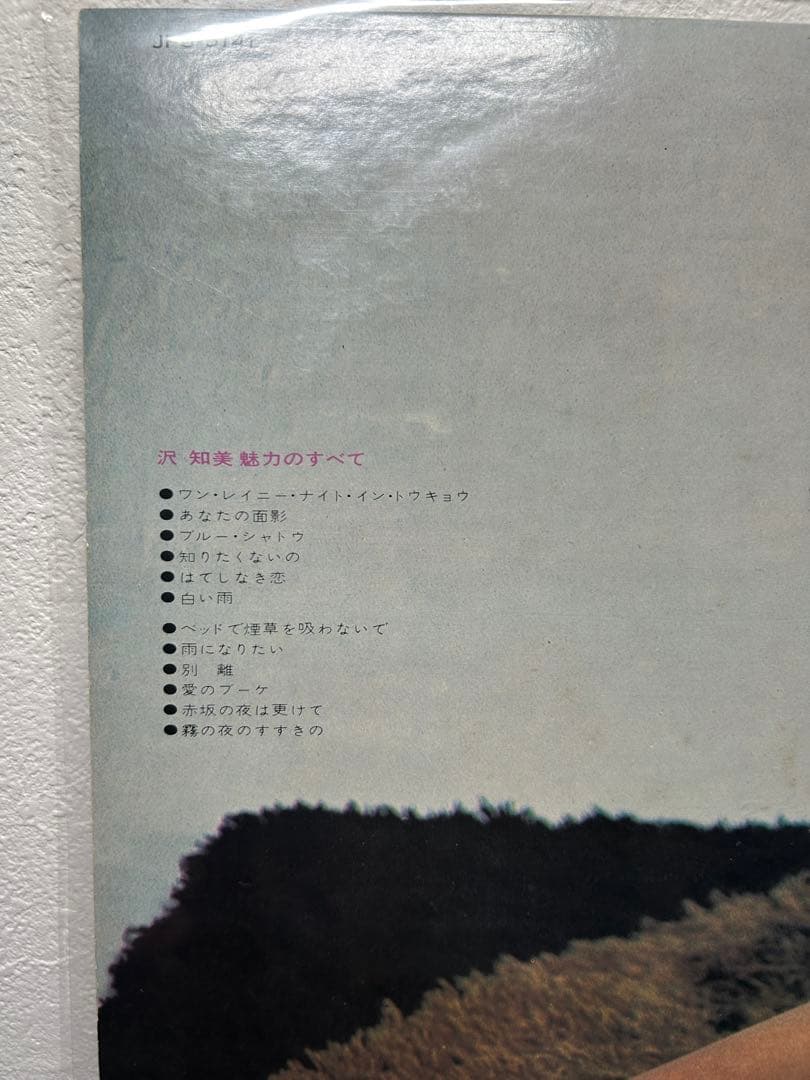 沢 知美 魅力のすべて
●ワン・レイニー・ナイト・イン・トウキョウ
●あなたの面影
●ブルー・シャトウ
●知りたくないの
●はてしなき恋
●白い雨
●ベッドで煙草を吸わないで
●雨になりたい
●別 離
●愛のブーケ
●赤坂の夜は更けて
●霧の夜のすすきの